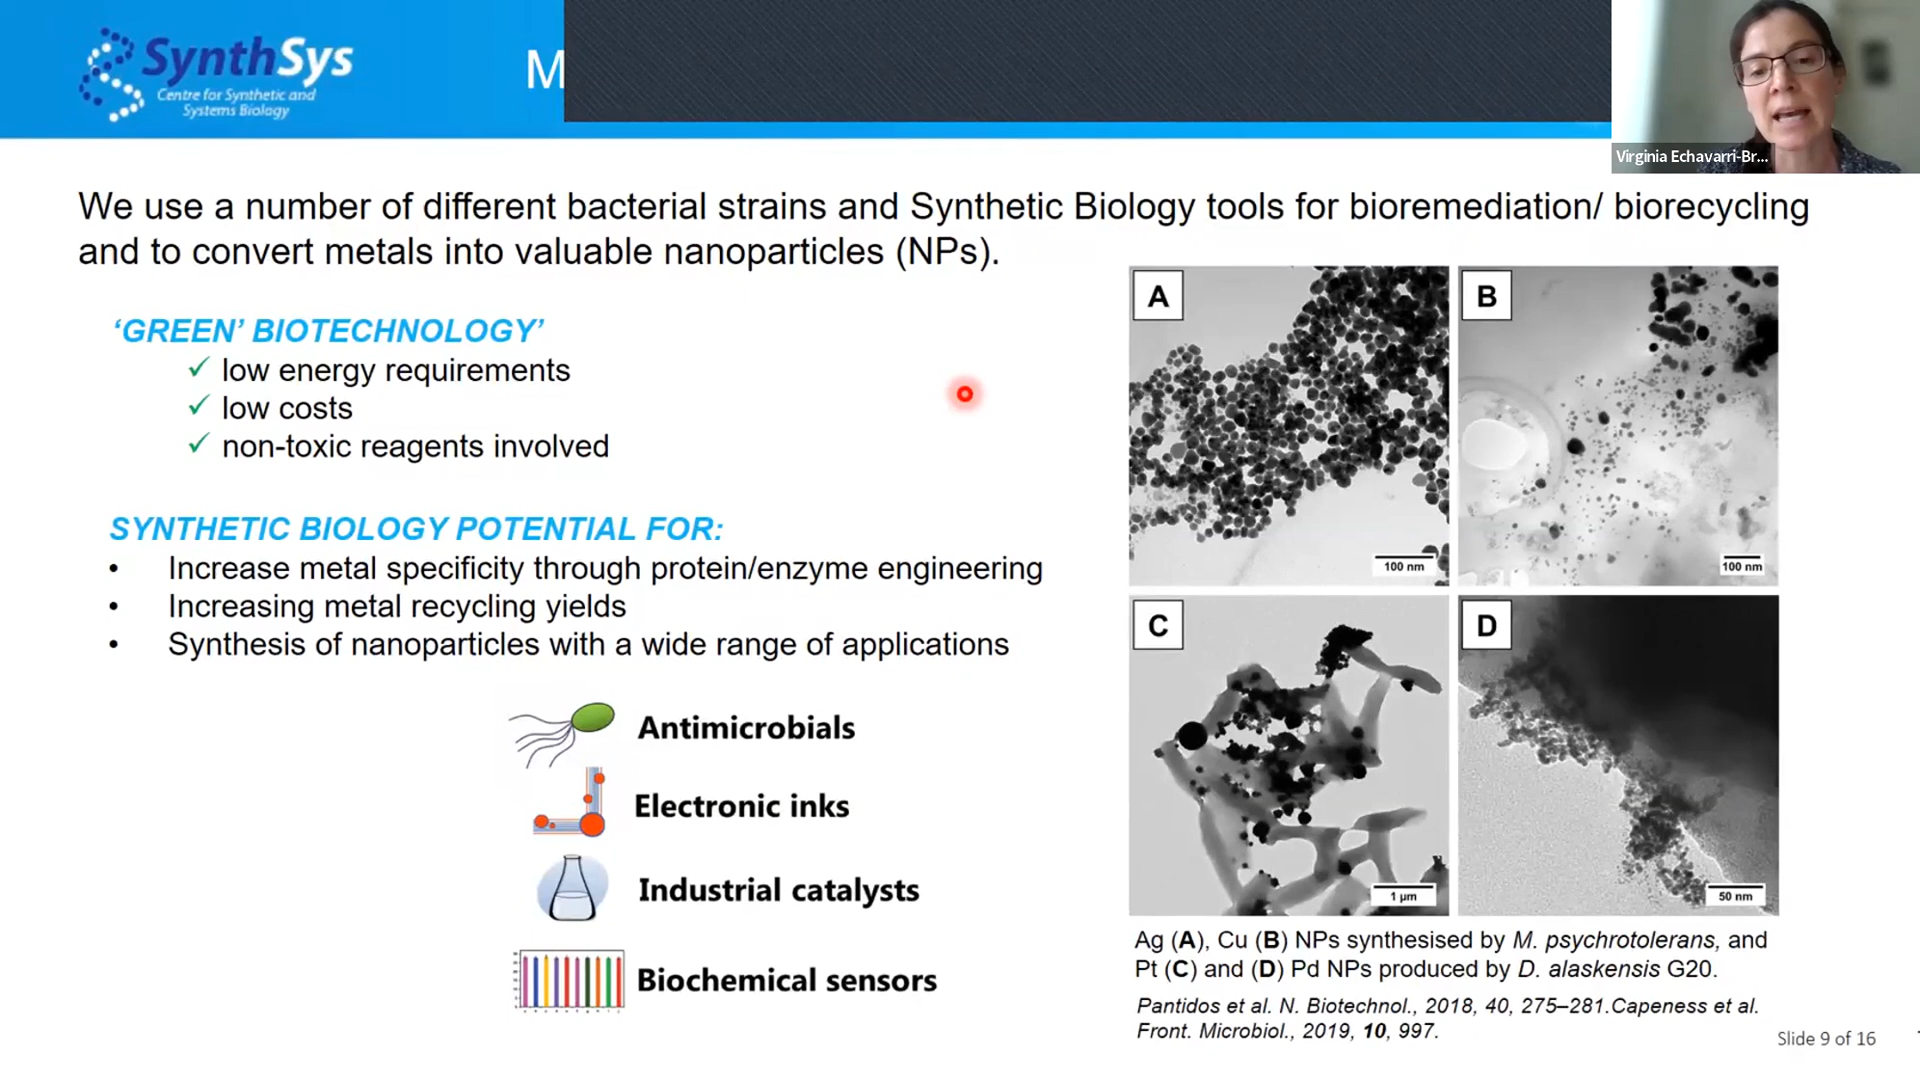 SynthSys
Centre for Synthetic and
Systems Biology
M
Virginia Echavarri-Br...
We use a number of different bacterial strains and Synthetic Biology tools for bioremediation/ biorecycling
and to convert metals into valuable nanoparticles (NPs).
‘GREEN’ BIOTECHNOLOGY’
✓ low energy requirements
✓ low costs
✓ non-toxic reagents involved
SYNTHETIC BIOLOGY POTENTIAL FOR:
• Increase metal specificity through protein/enzyme engineering
• Increasing metal recycling yields
• Synthesis of nanoparticles with a wide range of applications
Antimicrobials
Electronic inks
Industrial catalysts
Biochemical sensors
A
100 nm
B
100 nm
C
1 µm
D
50 nm
Ag (A), Cu (B) NPs synthesised by M. psychrotolerans, and
Pt (C) and (D) Pd NPs produced by D. alaskensis G20.
Pantidos et al. N. Biotechnol., 2018, 40, 275–281.Capeness et al.
Front. Microbiol., 2019, 10, 997.
Slide 9 of 16